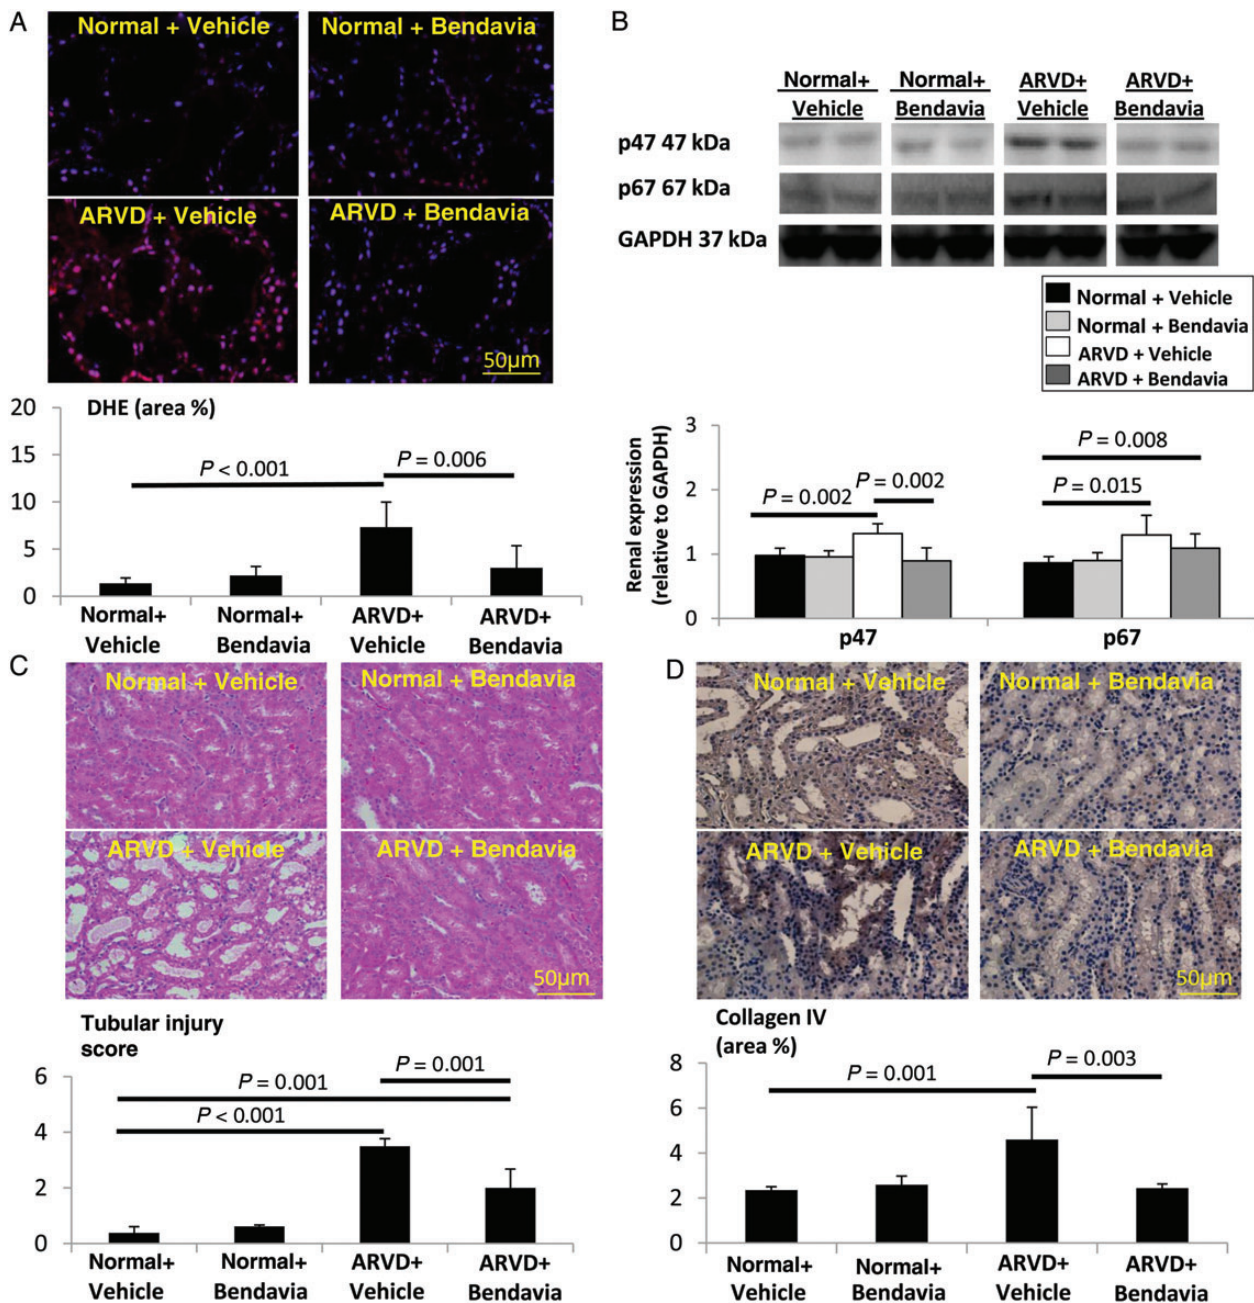 A
Normal + Vehicle
Normal + Bendavia
ARVD + Vehicle
ARVD + Bendavia
50μm
DHE (area %)
20
15
10
5
0
P < 0.001
P = 0.006
Normal+
Vehicle
Normal+
Bendavia
ARVD+
Vehicle
ARVD+
Bendavia
B
Normal+
Vehicle
Normal+
Bendavia
ARVD+
Vehicle
ARVD+
Bendavia
p47 47 kDa
p67 67 kDa
GAPDH 37 kDa
Normal + Vehicle
Normal + Bendavia
ARVD + Vehicle
ARVD + Bendavia
Renal expression
(relative to GAPDH)
3
2
1
0
P = 0.002
P = 0.002
P = 0.008
P = 0.015
p47
p67
C
Normal + Vehicle
Normal + Bendavia
ARVD + Vehicle
ARVD + Bendavia
50μm
Tubular injury
score
6
4
2
0
P = 0.001
P = 0.001
P < 0.001
Normal+
Vehicle
Normal+
Bendavia
ARVD+
Vehicle
ARVD+
Bendavia
D
Normal + Vehicle
Normal + Bendavia
ARVD + Vehicle
ARVD + Bendavia
50μm
Collagen IV
(area %)
8
6
4
2
0
P = 0.001
P = 0.003
Normal+
Vehicle
Normal+
Bendavia
ARVD+
Vehicle
ARVD+
Bendavia